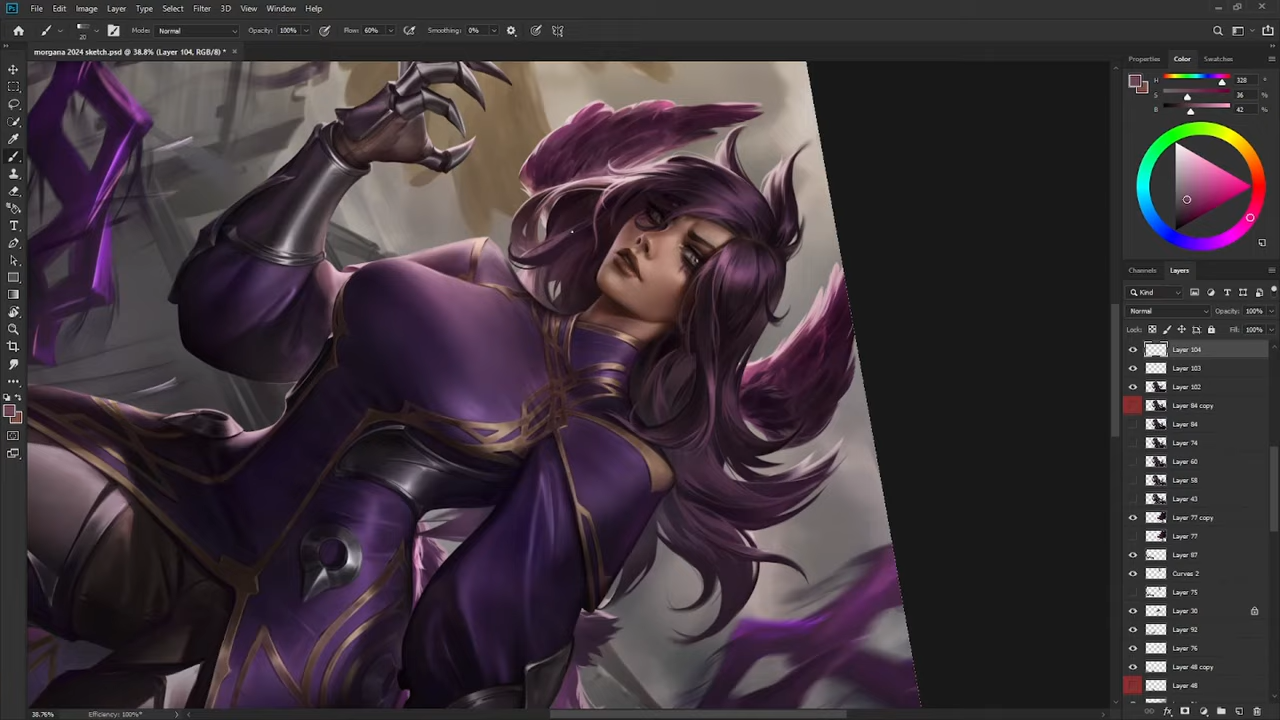 File Edit Image Layer Type Select Filter 3D View Window Help
Mode: Normal Opacity: 100% Flow: 60% Smoothing: 0%
20
morgana 2024 sketch.psd @ 38.8% (Layer 104, RGB/8) * ×
Properties Color Swatches
H 328 °
S 36 %
B 42 %
Channels Layers
Kind
Normal Opacity: 100%
Lock: Fill: 100%
Layer 104
Layer 103
Layer 102
Layer 84 copy
Layer 84
Layer 74
Layer 60
Layer 58
Layer 43
Layer 77 copy
Layer 77
Layer 87
Curves 2
Layer 75
Layer 30
Layer 92
Layer 76
Layer 48 copy
Layer 48
38.76% Efficiency: 100%*